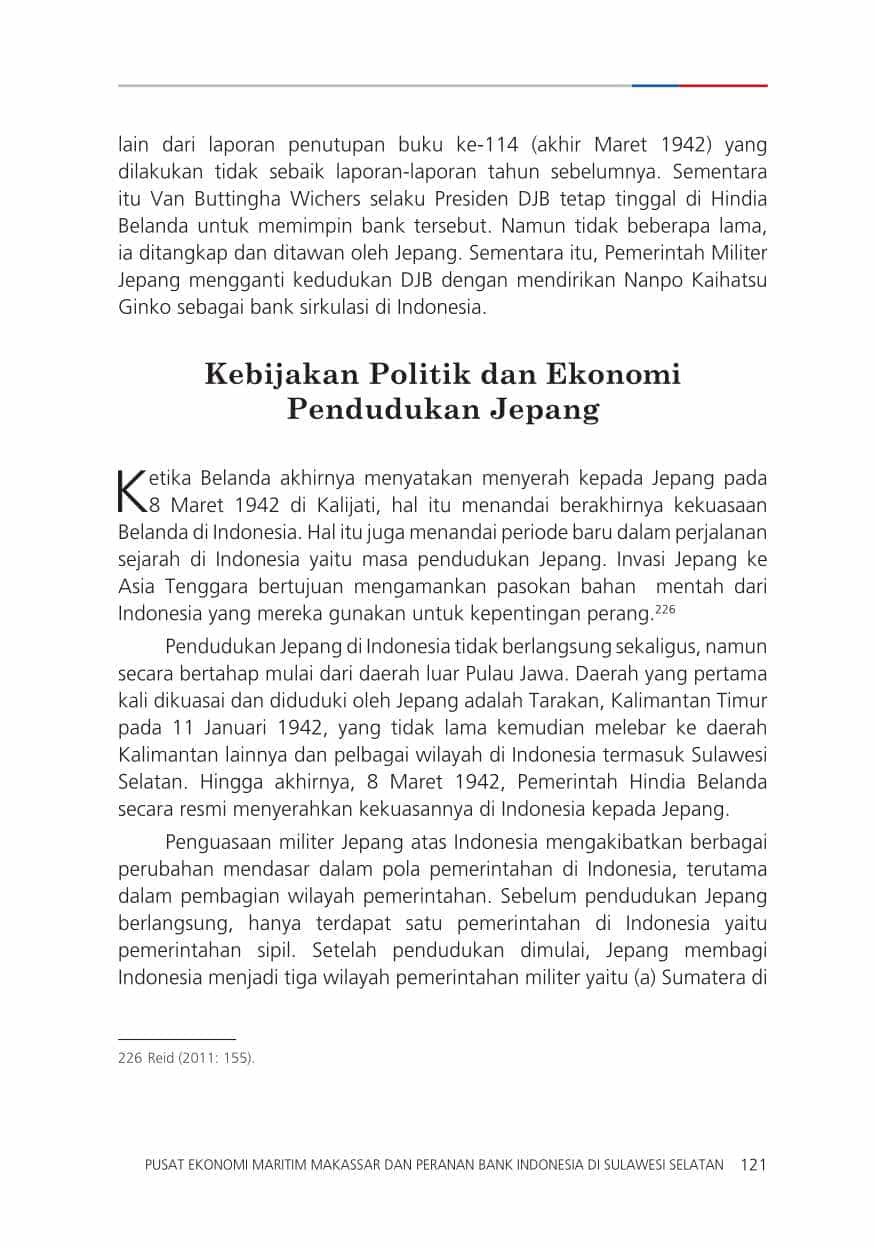 lain dari laporan penutupan buku ke-114 (akhir Maret 1942) yang
dilakukan tidak sebaik laporan-laporan tahun sebelumnya. Sementara
itu Van Buttingha Wichers selaku Presiden DJB tetap tinggal di Hindia
Belanda untuk memimpin bank tersebut. Namun tidak beberapa lama,
ia ditangkap dan ditawan oleh Jepang. Sementara itu, Pemerintah Militer
Jepang mengganti kedudukan DJB dengan mendirikan Nanpo Kaihatsu
Ginko sebagai bank sirkulasi di Indonesia.
Kebijakan Politik dan Ekonomi
Pendudukan Jepang
Ketika Belanda akhirnya menyatakan menyerah kepada Jepang pada
8 Maret 1942 di Kalijati, hal itu menandai berakhirnya kekuasaan
Belanda di Indonesia. Hal itu juga menandai periode baru dalam perjalanan
sejarah di Indonesia yaitu masa pendudukan Jepang. Invasi Jepang ke
Asia Tenggara bertujuan mengamankan pasokan bahan mentah dari
Indonesia yang mereka gunakan untuk kepentingan perang.226
Pendudukan Jepang di Indonesia tidak berlangsung sekaligus, namun
secara bertahap mulai dari daerah luar Pulau Jawa. Daerah yang pertama
kali dikuasai dan diduduki oleh Jepang adalah Tarakan, Kalimantan Timur
pada 11 Januari 1942, yang tidak lama kemudian melebar ke daerah
Kalimantan lainnya dan pelbagai wilayah di Indonesia termasuk Sulawesi
Selatan. Hingga akhirnya, 8 Maret 1942, Pemerintah Hindia Belanda
secara resmi menyerahkan kekuasannya di Indonesia kepada Jepang.
Penguasaan militer Jepang atas Indonesia mengakibatkan berbagai
perubahan mendasar dalam pola pemerintahan di Indonesia, terutama
dalam pembagian wilayah pemerintahan. Sebelum pendudukan Jepang
berlangsung, hanya terdapat satu pemerintahan di Indonesia yaitu
pemerintahan sipil. Setelah pendudukan dimulai, Jepang membagi
Indonesia menjadi tiga wilayah pemerintahan militer yaitu (a) Sumatera di
226 Reid (2011: 155).
PUSAT EKONOMI MARITIM MAKASSAR DAN PERANAN BANK INDONESIA DI SULAWESI SELATAN 121